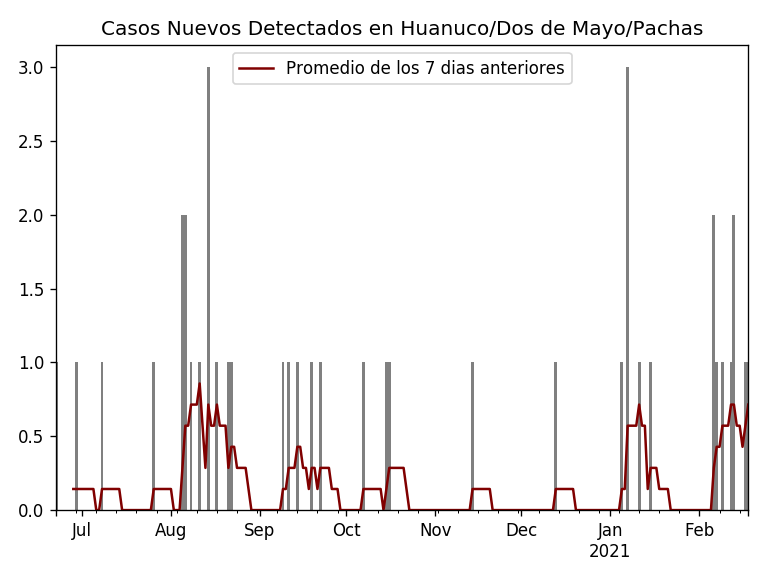 Casos Nuevos Detectados en Huanuco/Dos de Mayo/Pachas
Promedio de los 7 dias anteriores
3.0
2.5
2.0
1.5
1.0
0.5
0.0
Jul Aug Sep Oct Nov Dec Jan Feb
2021